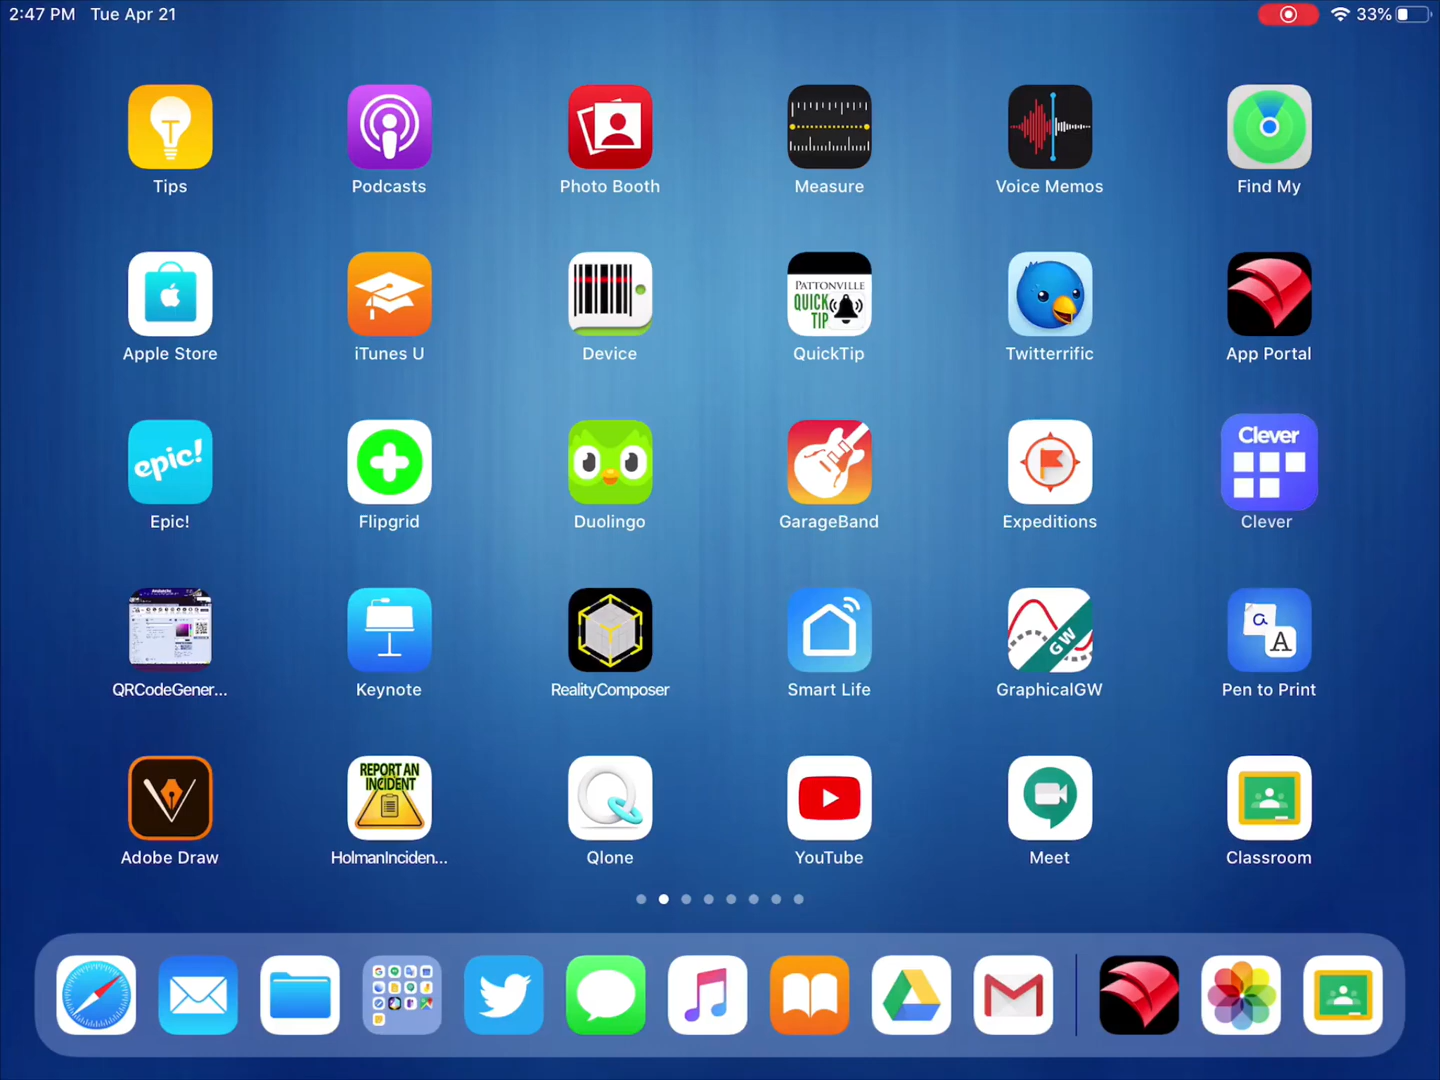 2:47 PM Tue Apr 21 33%
Tips Podcasts Photo Booth Measure Voice Memos Find My
PATTONVILLE
QUICK
TIP
Apple Store iTunes U Device QuickTip Twitterrific App Portal
epic! Clever
Epic! Flipgrid Duolingo GarageBand Expeditions Clever
GW
a
A
QRCodeGener... Keynote RealityComposer Smart Life GraphicalGW Pen to Print
REPORT AN
INCIDENT
Adobe Draw HolmanInciden... Qlone YouTube Meet Classroom